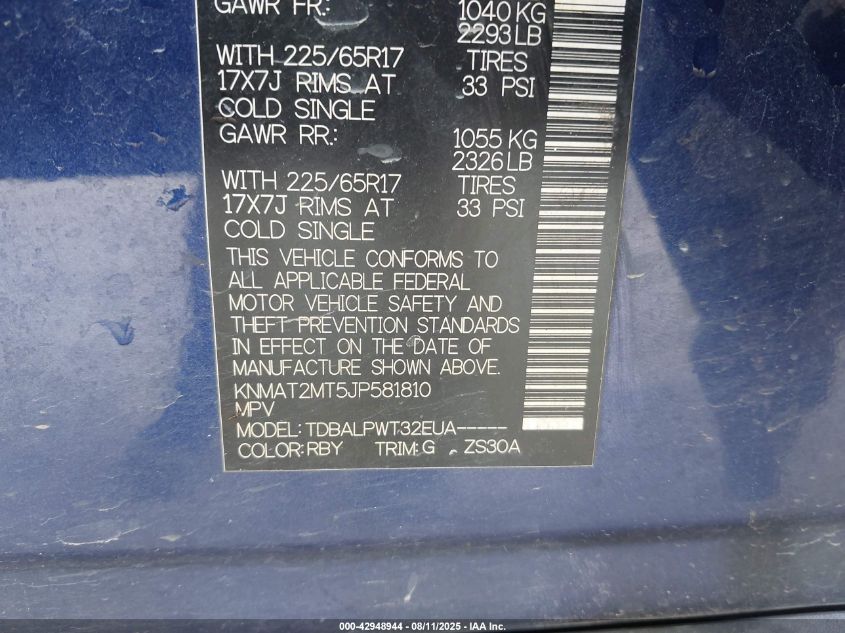 GAWR FR.: 1040 KG
2293 LB
WITH 225/65R17 TIRES
17X7J RIMS AT 33 PSI
COLD SINGLE
GAWR RR.: 1055 KG
2326 LB
WITH 225/65R17 TIRES
17X7J RIMS AT 33 PSI
COLD SINGLE
THIS VEHICLE CONFORMS TO
ALL APPLICABLE FEDERAL
MOTOR VEHICLE SAFETY AND
THEFT PREVENTION STANDARDS
IN EFFECT ON THE DATE OF
MANUFACTURE SHOWN ABOVE.
KNMAT2MT5JP581810
MPV
MODEL: TDBALPWT32EUA-----
COLOR: RBY TRIM: G ZS30A
000-42948944 - 08/11/2025 - IAA Inc.